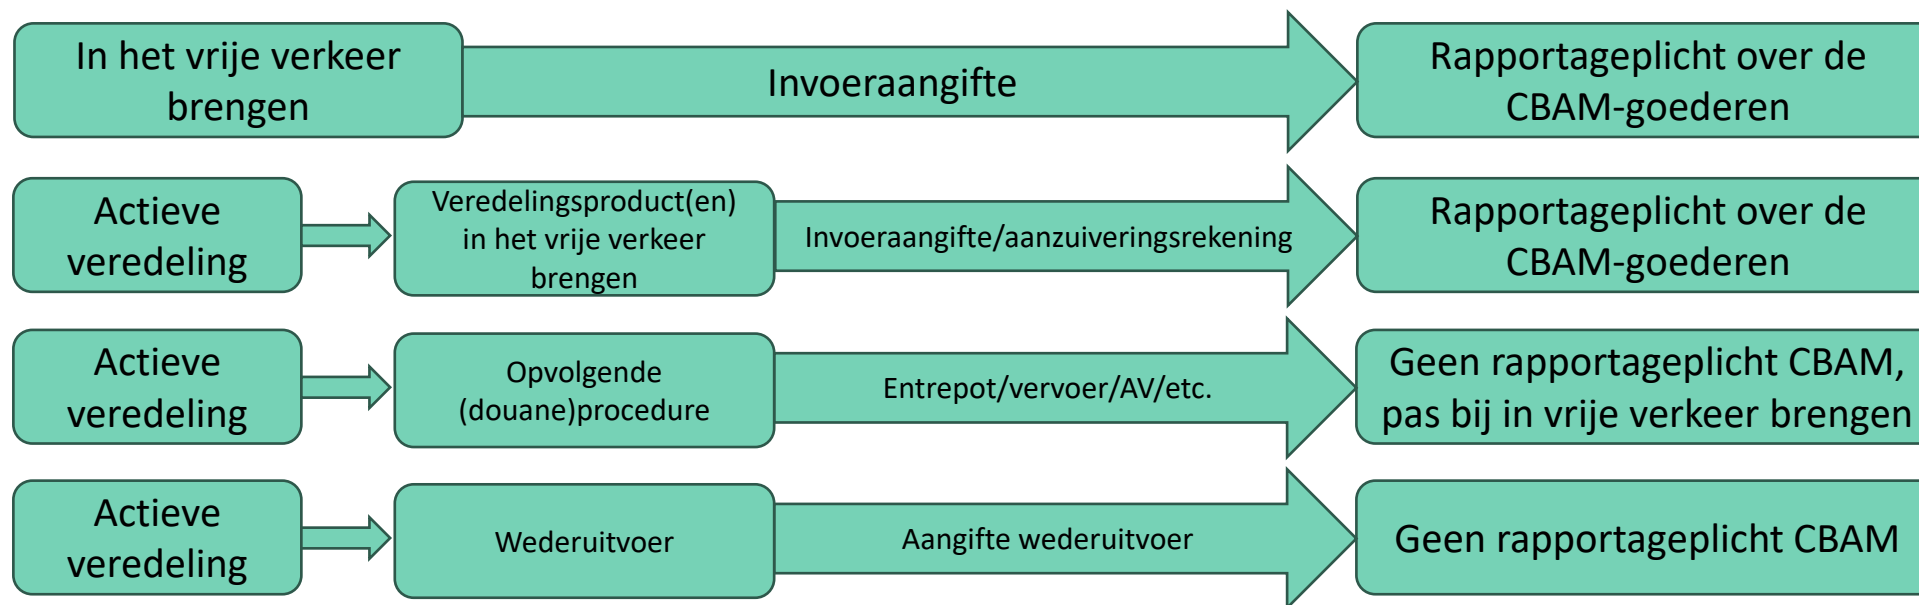 In het vrije verkeer
brengen
Invoeraangifte
Rapportageplicht over de
CBAM-goederen
Actieve
veredeling
Veredelingsproduct(en)
in het vrije verkeer
brengen
Invoeraangifte/aanzuiveringsrekening
Rapportageplicht over de
CBAM-goederen
Actieve
veredeling
Opvolgende
(douane)procedure
Entrepot/vervoer/AV/etc.
Geen rapportageplicht CBAM,
pas bij in vrije verkeer brengen
Actieve
veredeling
Wederuitvoer
Aangifte wederuitvoer
Geen rapportageplicht CBAM